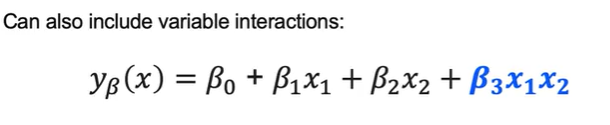 Can also include variable interactions:
yᵦ(x) = β₀ + β₁x₁ + β₂x₂ + β₃x₁x₂